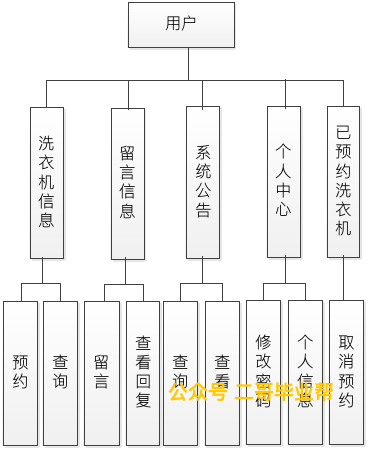 用户
洗衣机信息
留言信息
系统公告
个人中心
已预约洗衣机
预约
查询
留言
查看回复
查询
查看
修改密码
个人信息
取消预约
公众号 二哥毕业帮